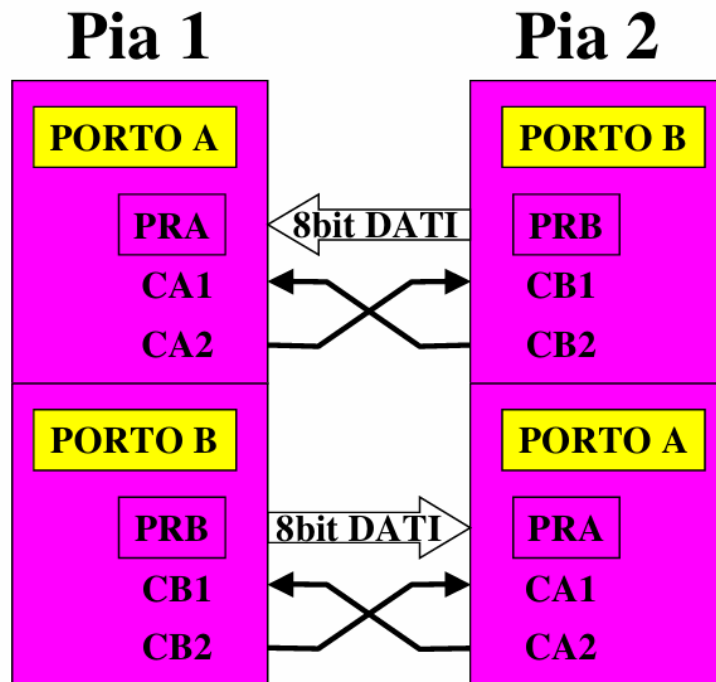 Pia 1 Pia 2
PORTO A PORTO B
PRA 8bit DATI PRB
CA1 CB1
CA2 CB2
PORTO B PORTO A
PRB 8bit DATI PRA
CB1 CA1
CB2 CA2